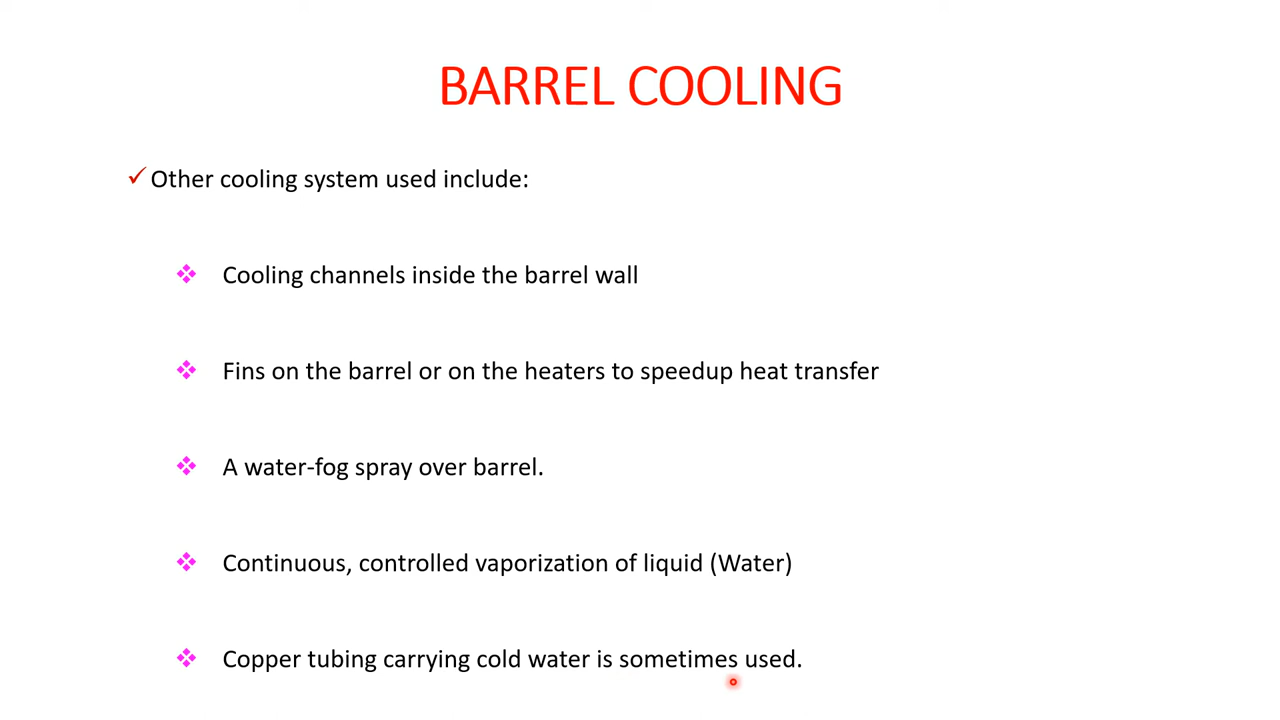 BARREL COOLING
Other cooling system used include:
Cooling channels inside the barrel wall
Fins on the barrel or on the heaters to speedup heat transfer
A water-fog spray over barrel.
Continuous, controlled vaporization of liquid (Water)
Copper tubing carrying cold water is sometimes used.